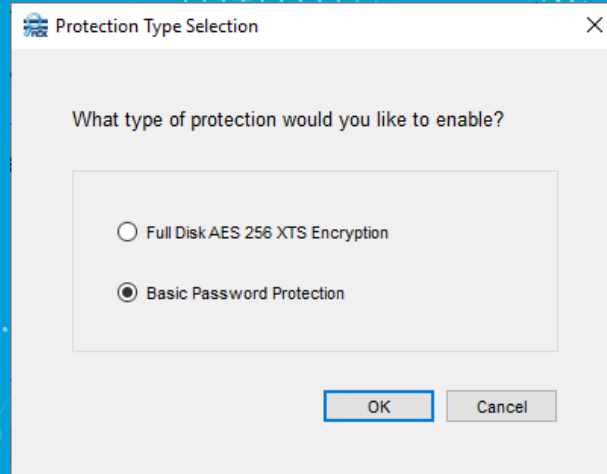 Protection Type Selection
What type of protection would you like to enable?
Full Disk AES 256 XTS Encryption
Basic Password Protection
OK Cancel